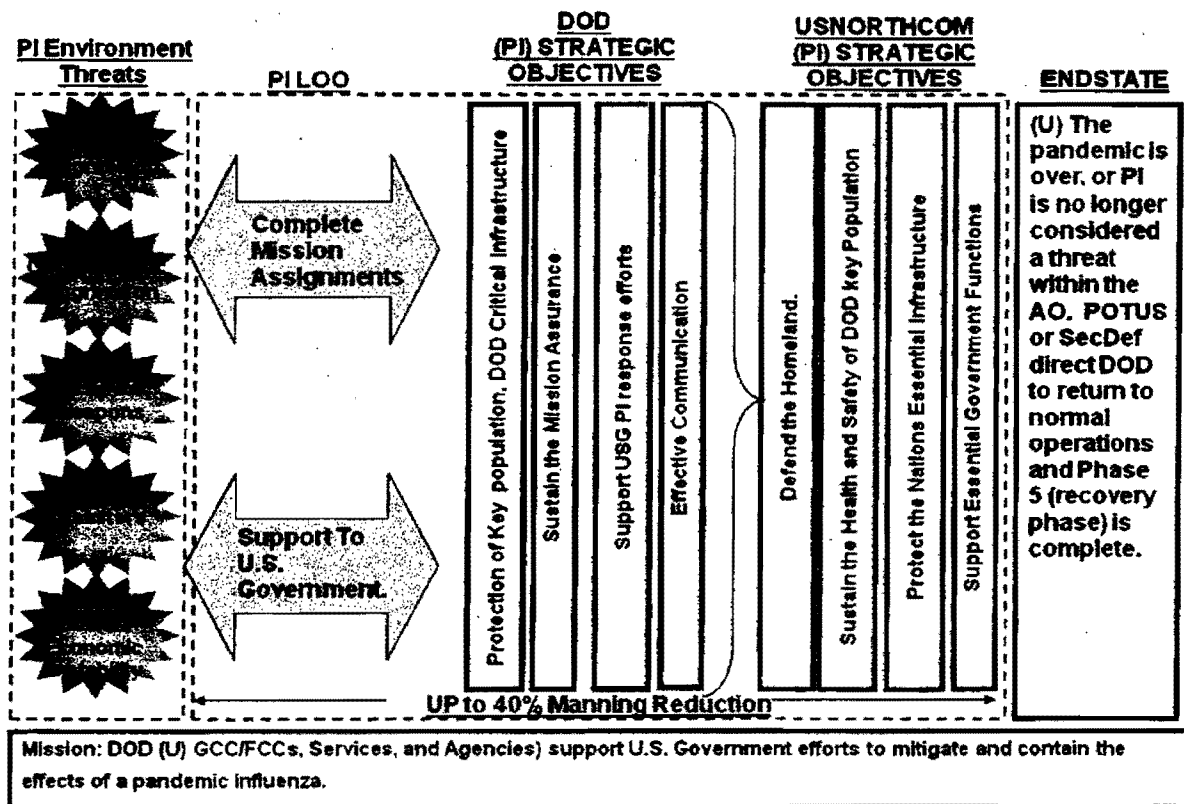 PI Environment
Threats
PI LOO
DOD
(PI) STRATEGIC
OBJECTIVES
USNORTHCOM
(PI) STRATEGIC
OBJECTIVES
ENDSTATE
Complete
Mission
Assignments
Support To
U.S.
Government.
Protection of Key population, DOD Critical Infrastructure
Sustain the Mission Assurance
Support USG PI response efforts
Effective Communication
Defend the Homeland.
Sustain the Health and Safety of DOD key Population
Protect the Nations Essential Infrastructure
Support Essential Government Functions
(U) The
pandemic is
over, or PI
is no longer
considered
a threat
within the
AO. POTUS
or SecDef
direct DOD
to return to
normal
operations
and Phase
5 (recovery
phase) is
complete.
UP to 40% Manning Reduction
Mission: DOD (U) GCC/FCCs, Services, and Agencies) support U.S. Government efforts to mitigate and contain the
effects of a pandemic influenza.